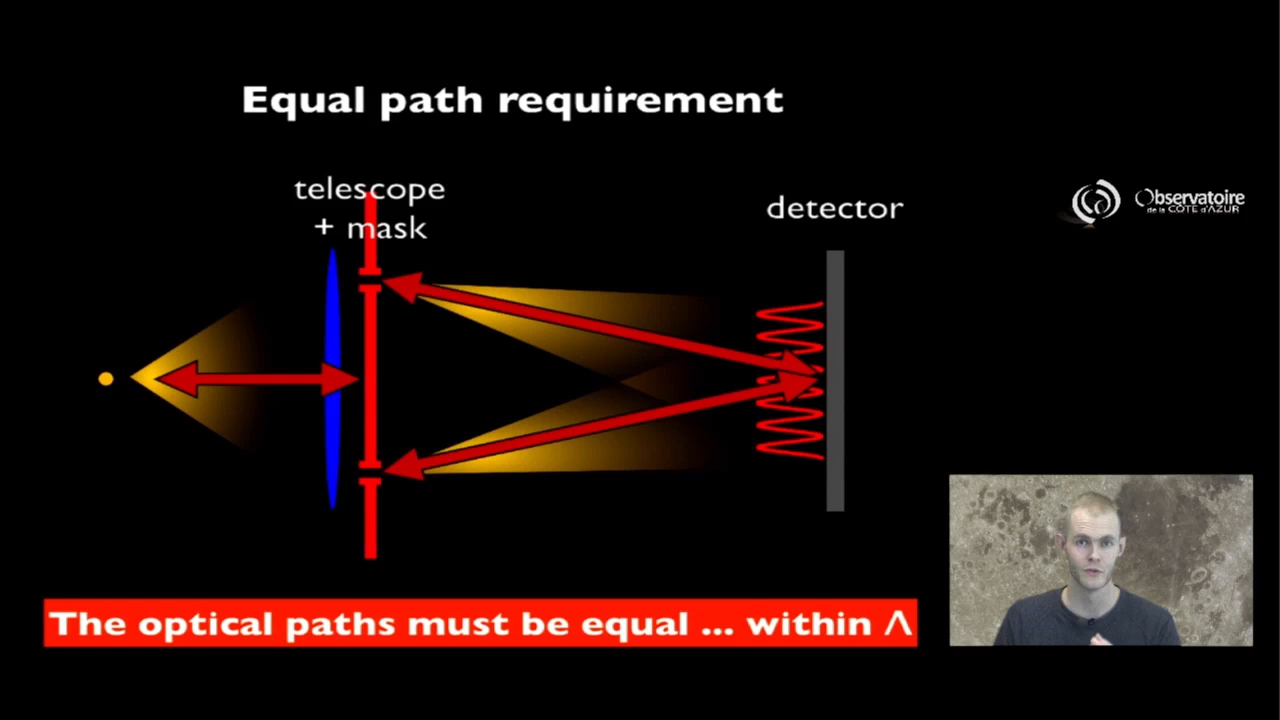 Equal path requirement
telescope
+ mask
detector
Observatoire
de la CÔTE d'AZUR
The optical paths must be equal ... within Λ